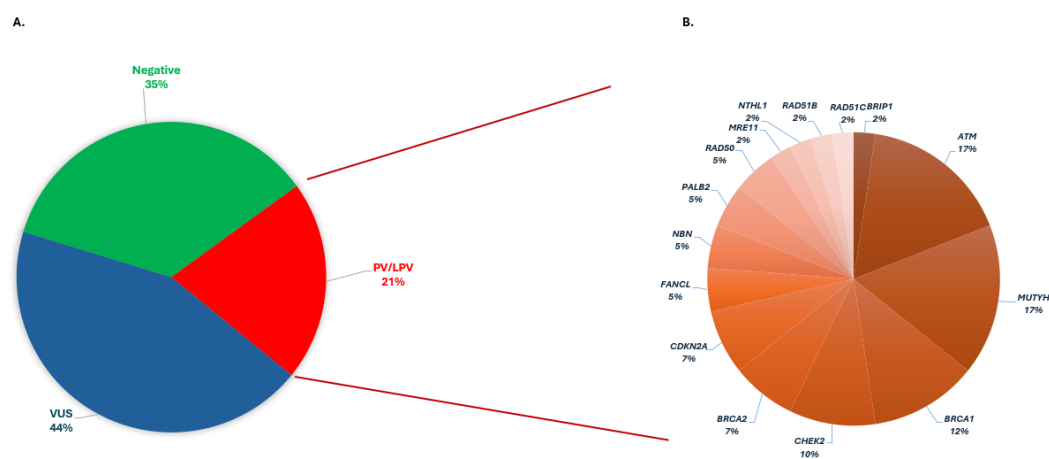 A.
B.
Negative
35%
PV/LPV
21%
VUS
44%
BRIP1
2%
ATM
17%
MUTYH
17%
BRCA1
12%
CHEK2
10%
BRCA2
7%
CDKN2A
7%
FANCL
5%
NBN
5%
PALB2
5%
RAD50
5%
MRE11
2%
NTHL1
2%
RAD51B
2%
RAD51C
2%